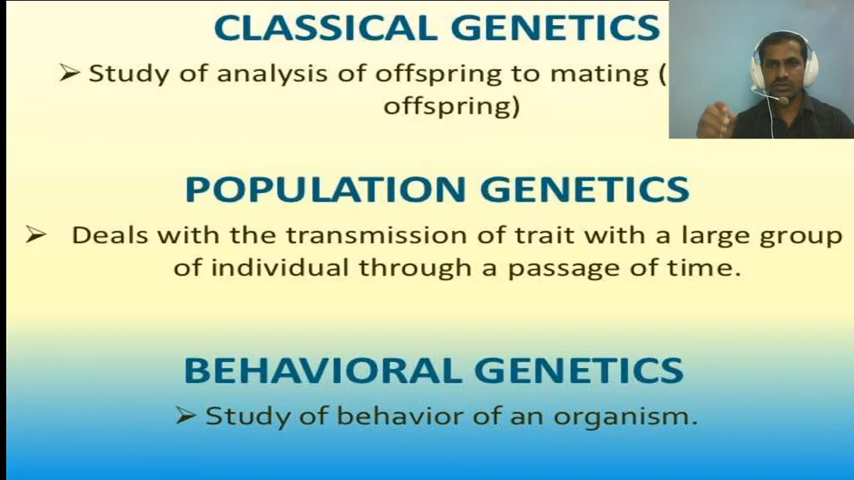 CLASSICAL GENETICS
➢ Study of analysis of offspring to mating (
offspring)
POPULATION GENETICS
➢ Deals with the transmission of trait with a large group
of individual through a passage of time.
BEHAVIORAL GENETICS
➢ Study of behavior of an organism.